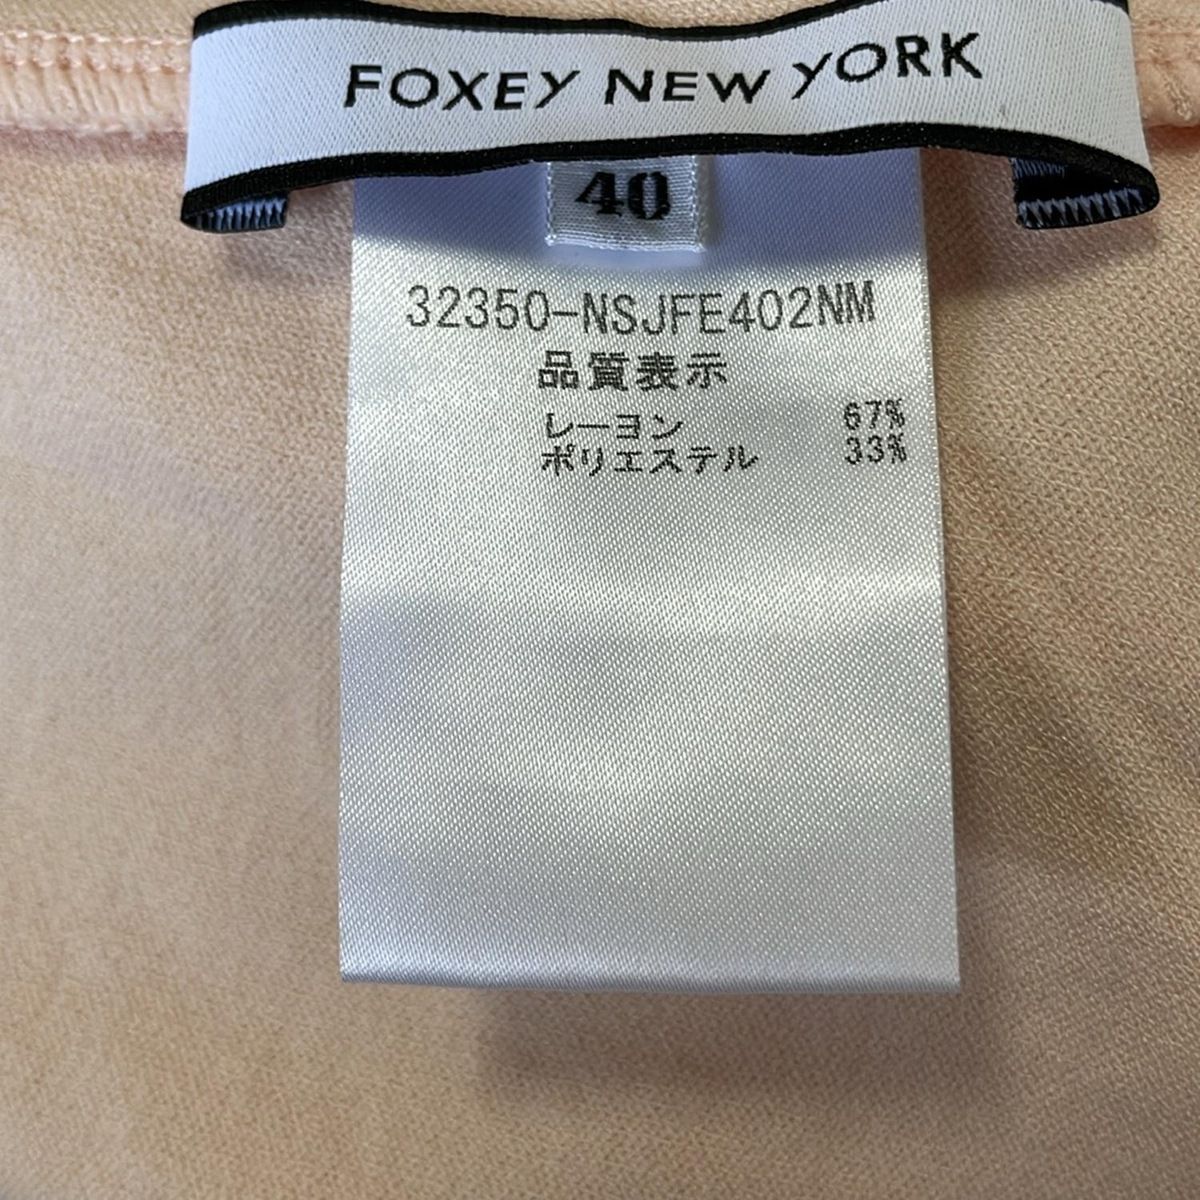 FOXEY NEW YORK
40
32350-NSJFE402NM
品質表示
レーヨン 67%
ポリエステル 33%